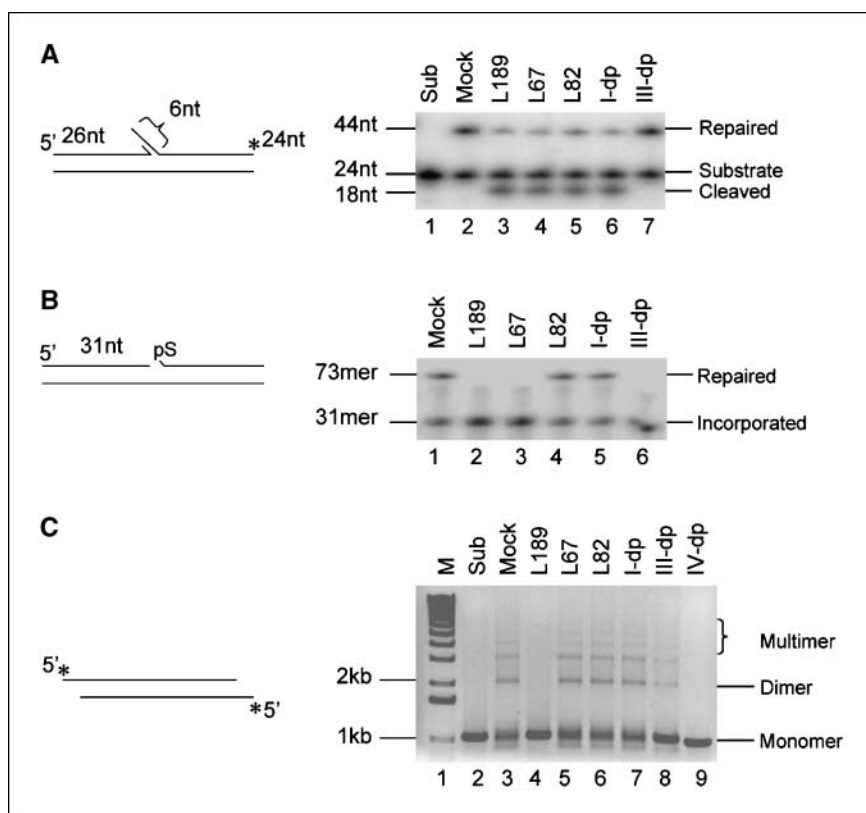 A
Sub Mock L189 L67 L82 I-dp III-dp
6nt
5' 26nt *24nt
44nt Repaired
24nt Substrate
18nt Cleaved
1 2 3 4 5 6 7
B
Mock L189 L67 L82 I-dp III-dp
5' 31nt pS
73mer Repaired
31mer Incorporated
1 2 3 4 5 6
C
M Sub Mock L189 L67 L82 I-dp III-dp IV-dp
Multimer
5'*
2kb Dimer
*5'
1kb Monomer
1 2 3 4 5 6 7 8 9